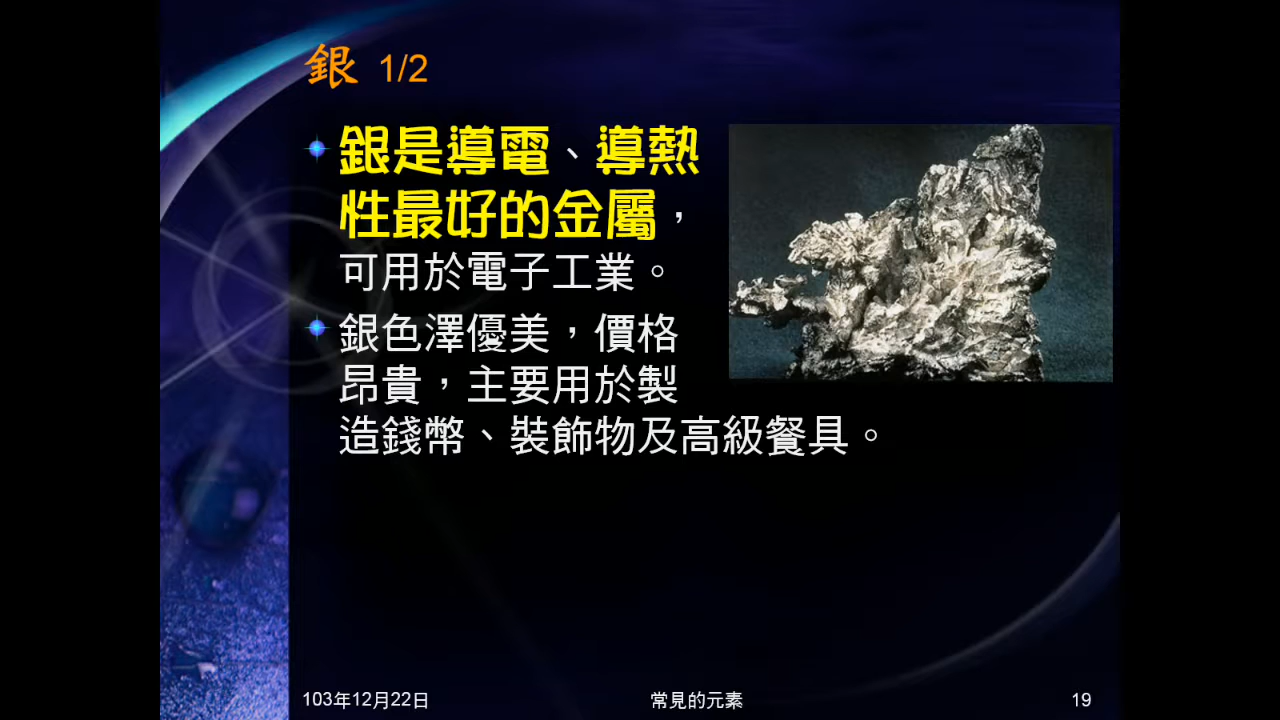 銀 1/2
銀是導電、導熱
性最好的金屬，
可用於電子工業。
銀色澤優美，價格
昂貴，主要用於製
造錢幣、裝飾物及高級餐具。
103年12月22日
常見的元素
19